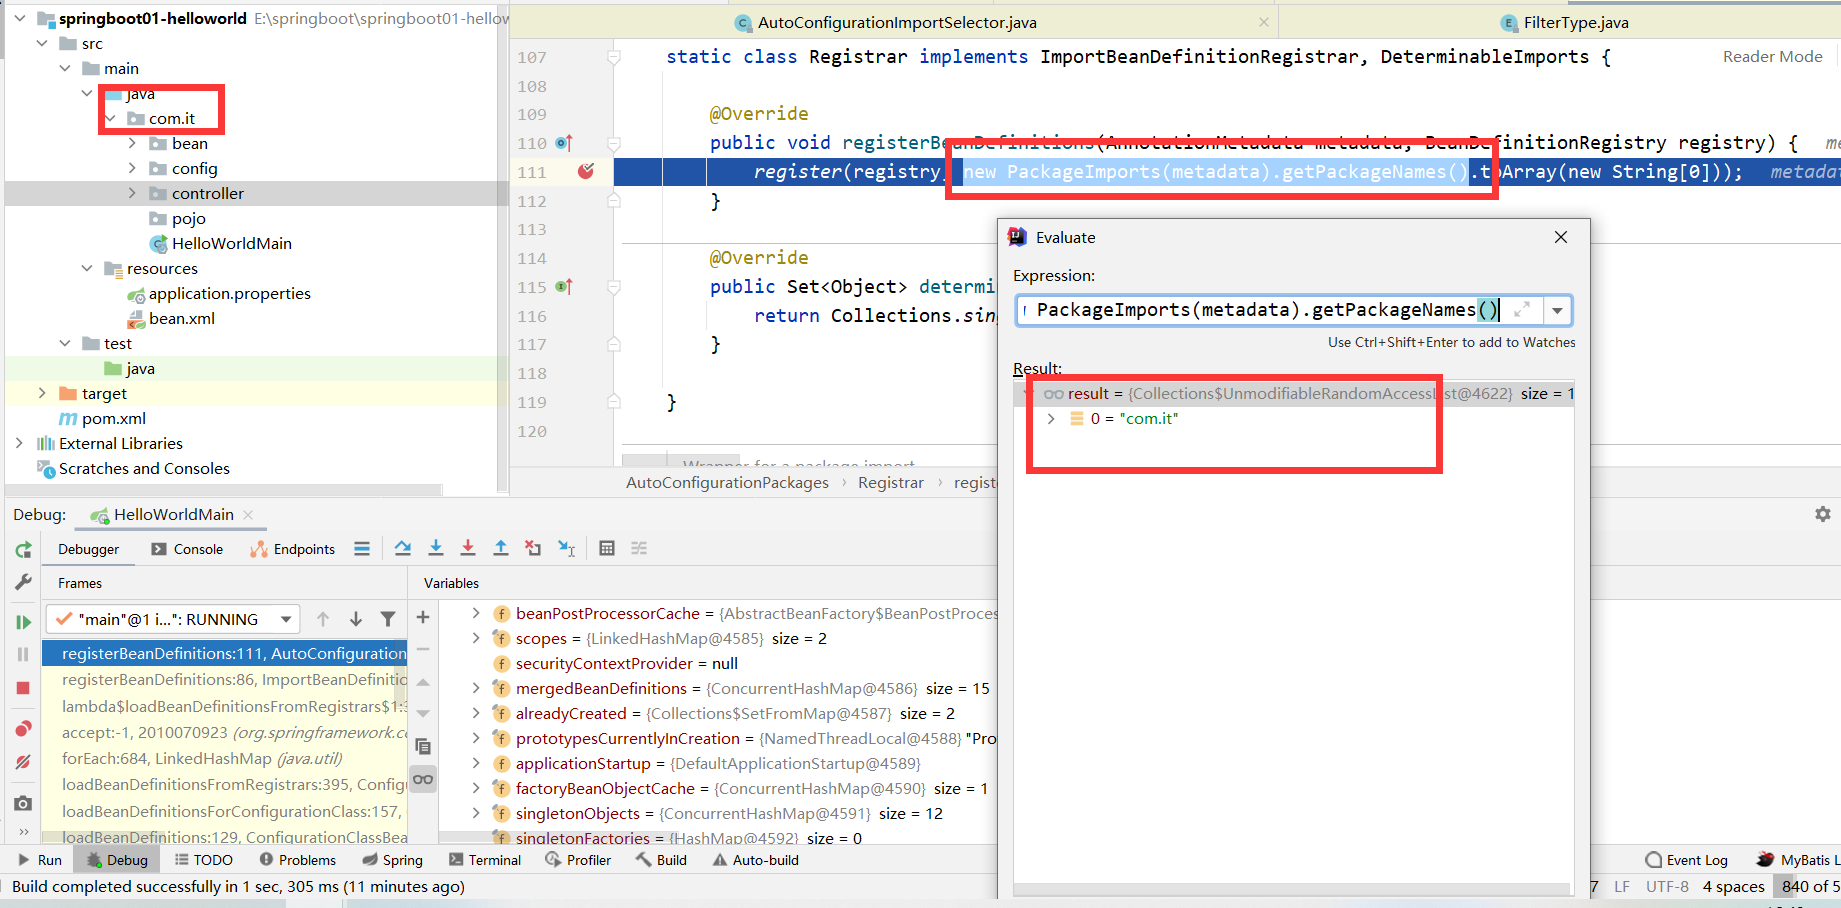 springboot01-helloworld E:\springboot\springboot01-hellow
src
main
java
com.it
bean
config
controller
pojo
HelloWorldMain
resources
application.properties
bean.xml
test
java
target
pom.xml
External Libraries
Scratches and Consoles
AutoConfigurationImportSelector.java
FilterType.java
Reader Mode
107 static class Registrar implements ImportBeanDefinitionRegistrar, DeterminableImports {
108
109 @Override
110 public void registerBeanDefinitions(AnnotationMetadata metadata, BeanDefinitionRegistry registry) { me
111 register(registry, new PackageImports(metadata).getPackageNames().toArray(new String[0])); metada
112 }
113
114 @Override
115 public Set<Object> determi
116 return Collections.sin
117 }
118
119 }
120
Wrapper for a package import
AutoConfigurationPackages › Registrar › regist
Evaluate
Expression:
PackageImports(metadata).getPackageNames()
Use Ctrl+Shift+Enter to add to Watches
Result:
result = {Collections$UnmodifiableRandomAccessList@4622} size = 1
0 = "com.it"
Debug: HelloWorldMain
Debugger Console Endpoints
Frames
"main"@1 i...": RUNNING
registerBeanDefinitions:111, AutoConfiguration
registerBeanDefinitions:86, ImportBeanDefinitio
lambda$loadBeanDefinitionsFromRegistrars$1:3
accept:-1, 2010070923 (org.springframework.co
forEach:684, LinkedHashMap (java.util)
loadBeanDefinitionsFromRegistrars:395, Configu
loadBeanDefinitionsForConfigurationClass:157,
loadBeanDefinitions:129, ConfigurationClassBea
Variables
beanPostProcessorCache = {AbstractBeanFactory$BeanPostProces
scopes = {LinkedHashMap@4585} size = 2
securityContextProvider = null
mergedBeanDefinitions = {ConcurrentHashMap@4586} size = 15
alreadyCreated = {Collections$SetFromMap@4587} size = 2
prototypesCurrentlyInCreation = {NamedThreadLocal@4588} "Pro
applicationStartup = {DefaultApplicationStartup@4589}
factoryBeanObjectCache = {ConcurrentHashMap@4590} size = 1
singletonObjects = {ConcurrentHashMap@4591} size = 12
singletonFactories = {HashMap@4592} size = 0
Run Debug TODO Problems Spring Terminal Profiler Build Auto-build Event Log MyBatis L
Build completed successfully in 1 sec, 305 ms (11 minutes ago) 7 LF UTF-8 4 spaces 840 of 5